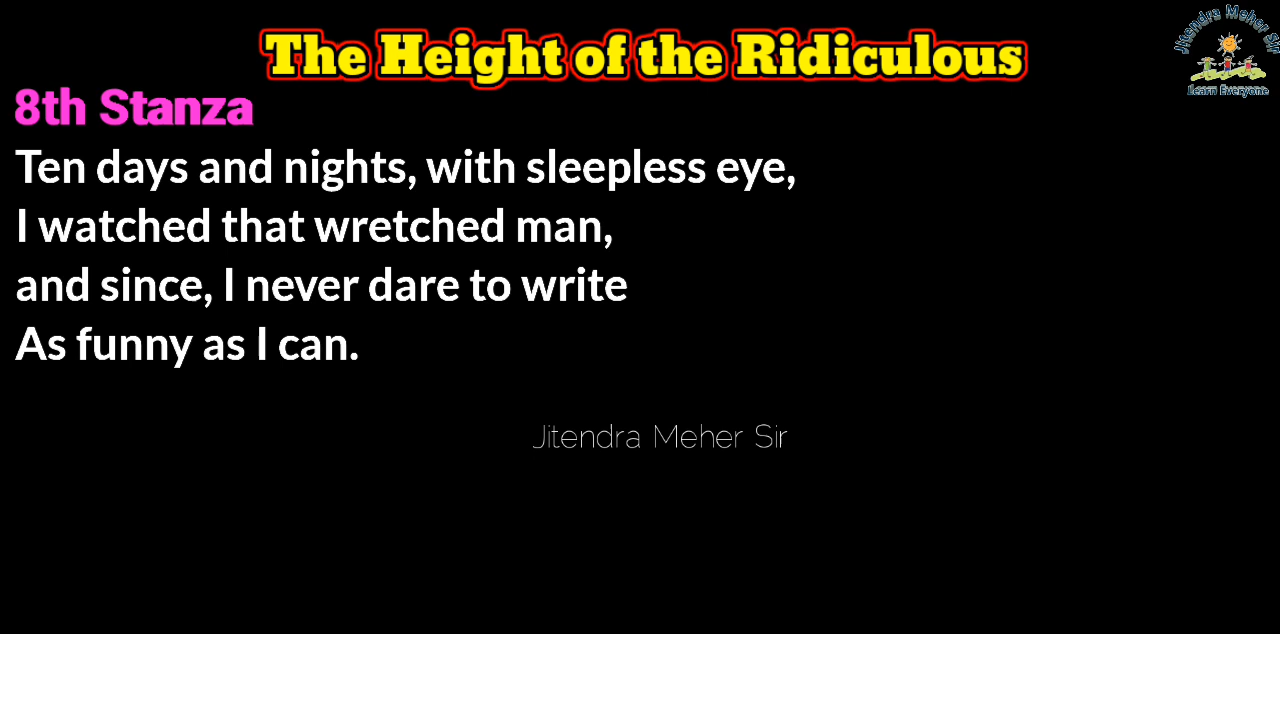 The Height of the Ridiculous
Jitendra Meher Sir
Learn Everyone
8th Stanza
Ten days and nights, with sleepless eye,
I watched that wretched man,
and since, I never dare to write
As funny as I can.
Jitendra Meher Sir